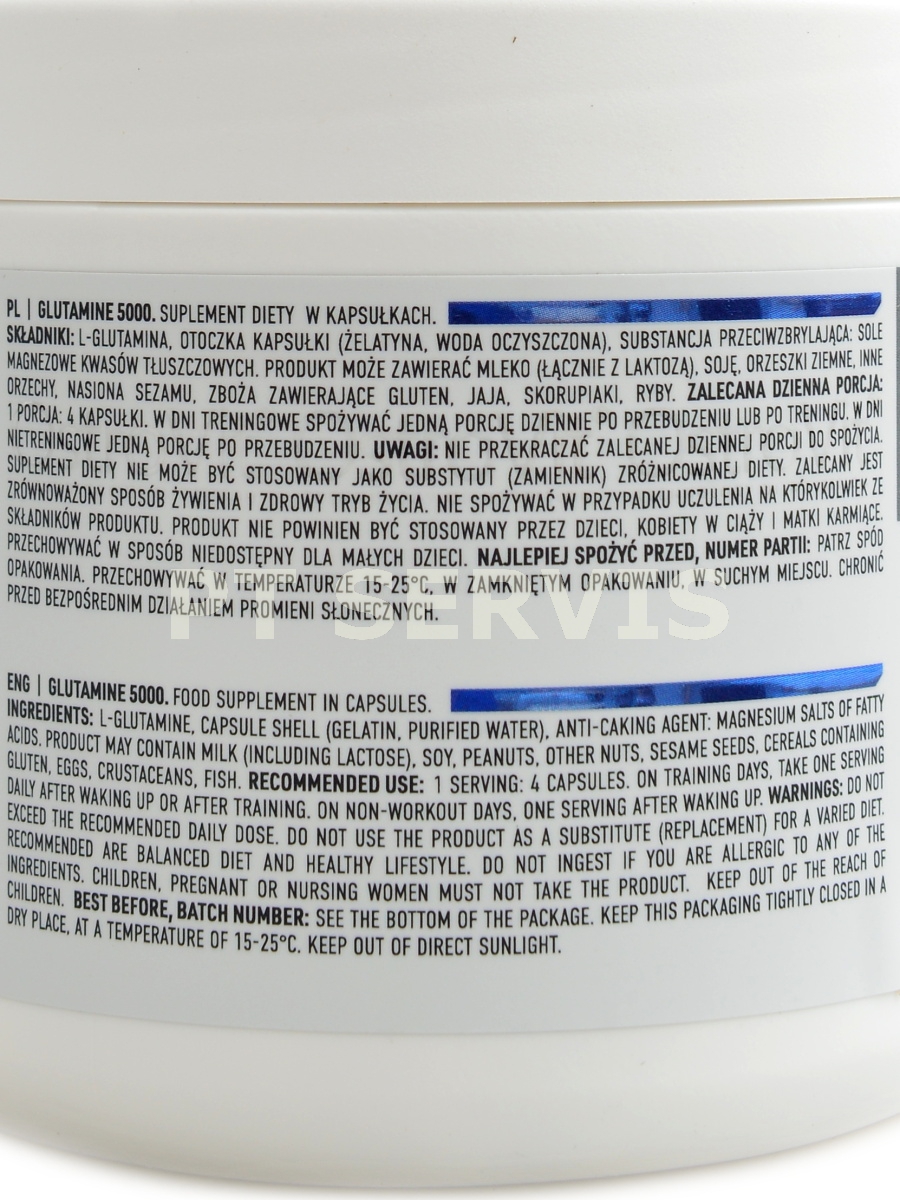 PL | GLUTAMINE 5000. SUPLEMENT DIETY W KAPSUŁKACH.
SKŁADNIKI: L-GLUTAMINA, OTOCZKA KAPSUŁKI (ŻELATYNA, WODA OCZYSZCZONA), SUBSTANCJA PRZECIWZBRYLAJĄCA: SOLE
MAGNEZOWE KWASÓW TŁUSZCZOWYCH. PRODUKT MOŻE ZAWIERAĆ MLEKO (ŁĄCZNIE Z LAKTOZĄ), SOJĘ, ORZESZKI ZIEMNE, INNE
ORZECHY, NASIONA SEZAMU, ZBOŻA ZAWIERAJĄCE GLUTEN, JAJA, SKORUPIAKI, RYBY. ZALECANA DZIENNA PORCJA:
1 PORCJA: 4 KAPSUŁKI. W DNI TRENINGOWE SPOŻYWAĆ JEDNĄ PORCJĘ DZIENNIE PO PRZEBUDZENIU LUB PO TRENINGU. W DNI
NIETRENINGOWE JEDNĄ PORCJĘ PO PRZEBUDZENIU. UWAGI: NIE PRZEKRACZAĆ ZALECANEJ DZIENNEJ PORCJI DO SPOŻYCIA.
SUPLEMENT DIETY NIE MOŻE BYĆ STOSOWANY JAKO SUBSTYTUT (ZAMIENNIK) ZRÓŻNICOWANEJ DIETY. ZALECANY JEST
ZRÓWNOWAŻONY SPOSÓB ŻYWIENIA I ZDROWY TRYB ŻYCIA. NIE SPOŻYWAĆ W PRZYPADKU UCZULENIA NA KTÓRYKOLWIEK ZE
SKŁADNIKÓW PRODUKTU. PRODUKT NIE POWINIEN BYĆ STOSOWANY PRZEZ DZIECI, KOBIETY W CIĄŻY I MATKI KARMIĄCE.
PRZECHOWYWAĆ W SPOSÓB NIEDOSTĘPNY DLA MAŁYCH DZIECI. NAJLEPIEJ SPOŻYĆ PRZED, NUMER PARTII: PATRZ SPÓD
OPAKOWANIA. PRZECHOWYWAĆ W TEMPERATURZE 15-25°C, W ZAMKNIĘTYM OPAKOWANIU, W SUCHYM MIEJSCU. CHRONIĆ
PRZED BEZPOŚREDNIM DZIAŁANIEM PROMIENI SŁONECZNYCH.
PT SERVIS
ENG | GLUTAMINE 5000. FOOD SUPPLEMENT IN CAPSULES.
INGREDIENTS: L-GLUTAMINE, CAPSULE SHELL (GELATIN, PURIFIED WATER), ANTI-CAKING AGENT: MAGNESIUM SALTS OF FATTY
ACIDS. PRODUCT MAY CONTAIN MILK (INCLUDING LACTOSE), SOY, PEANUTS, OTHER NUTS, SESAME SEEDS, CEREALS CONTAINING
GLUTEN, EGGS, CRUSTACEANS, FISH. RECOMMENDED USE: 1 SERVING: 4 CAPSULES. ON TRAINING DAYS, TAKE ONE SERVING
DAILY AFTER WAKING UP OR AFTER TRAINING. ON NON-WORKOUT DAYS, ONE SERVING AFTER WAKING UP. WARNINGS: DO NOT
EXCEED THE RECOMMENDED DAILY DOSE. DO NOT USE THE PRODUCT AS A SUBSTITUTE (REPLACEMENT) FOR A VARIED DIET.
RECOMMENDED ARE BALANCED DIET AND HEALTHY LIFESTYLE. DO NOT INGEST IF YOU ARE ALLERGIC TO ANY OF THE
INGREDIENTS. CHILDREN, PREGNANT OR NURSING WOMEN MUST NOT TAKE THE PRODUCT. KEEP OUT OF THE REACH OF
CHILDREN. BEST BEFORE, BATCH NUMBER: SEE THE BOTTOM OF THE PACKAGE. KEEP THIS PACKAGING TIGHTLY CLOSED IN A
DRY PLACE, AT A TEMPERATURE OF 15-25°C. KEEP OUT OF DIRECT SUNLIGHT.